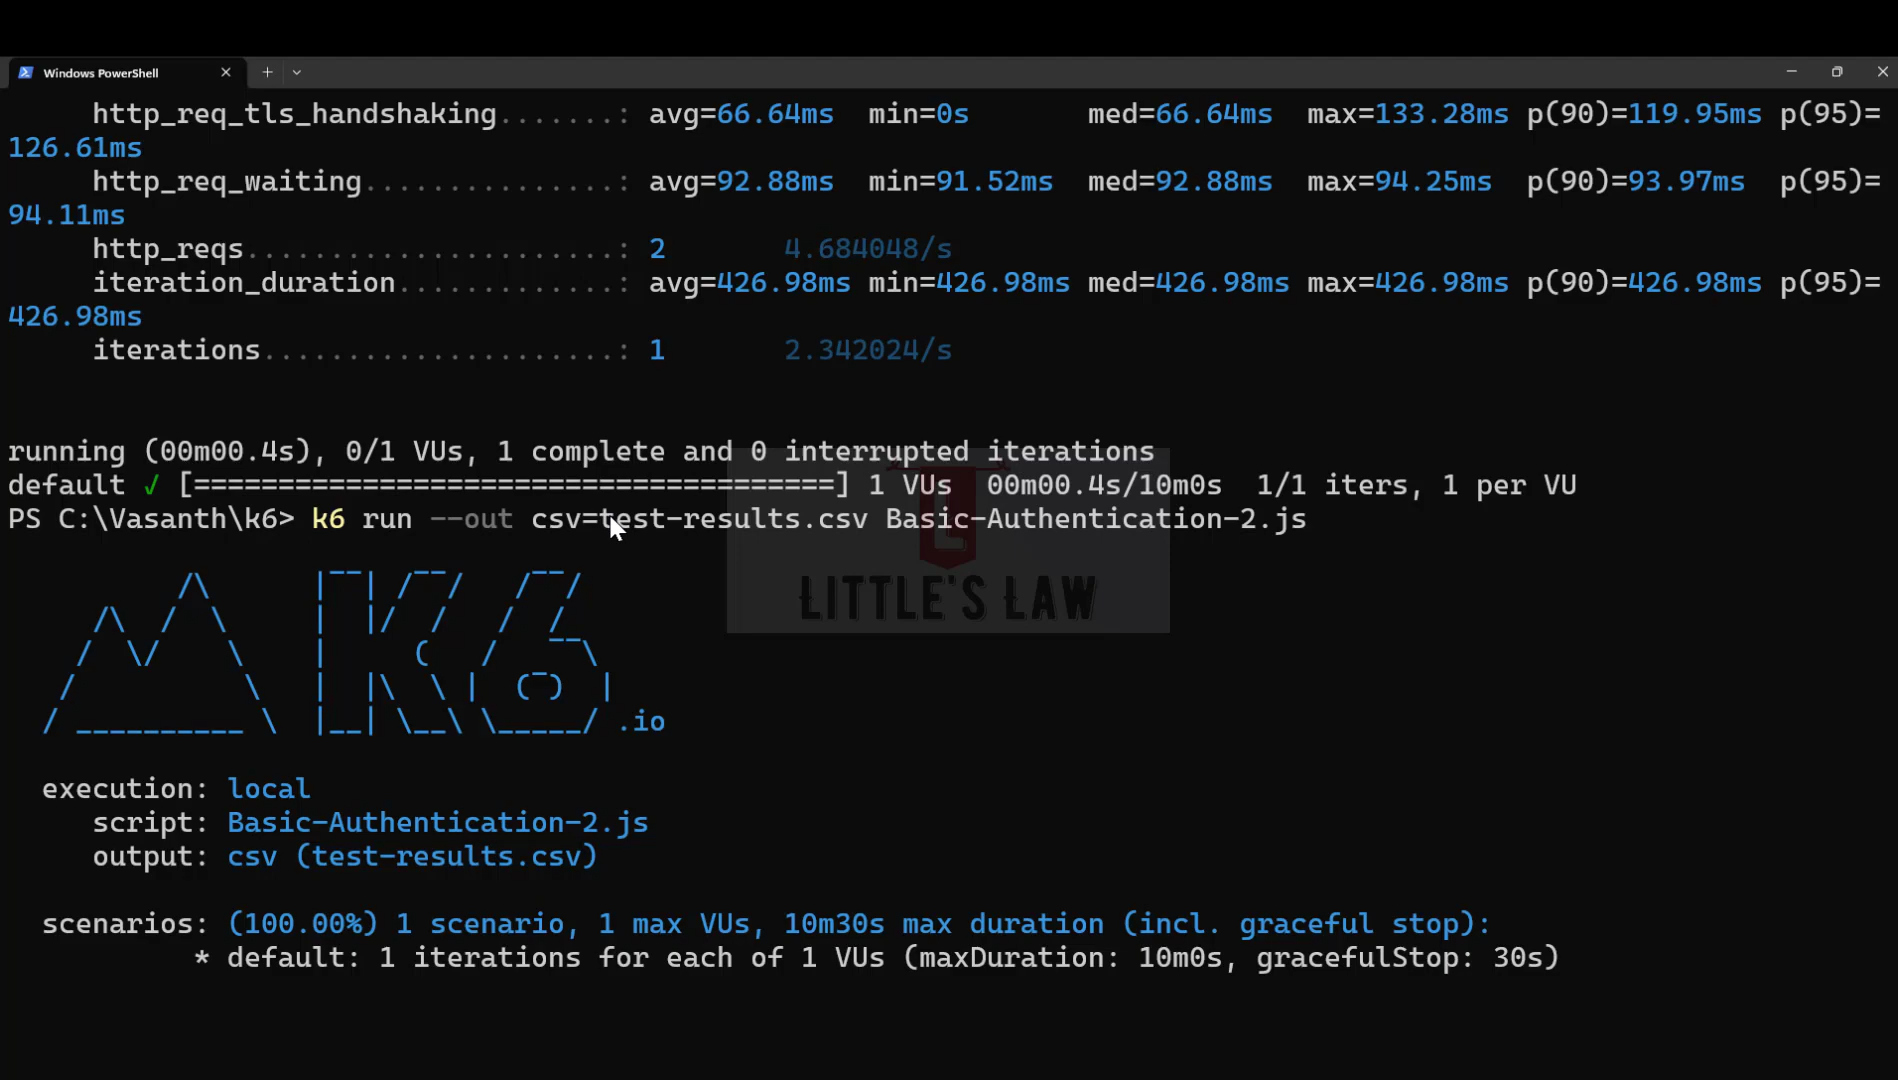 Windows PowerShell
http_req_tls_handshaking.......: avg=66.64ms min=0s med=66.64ms max=133.28ms p(90)=119.95ms p(95)=
126.61ms
http_req_waiting...............: avg=92.88ms min=91.52ms med=92.88ms max=94.25ms p(90)=93.97ms p(95)=
94.11ms
http_reqs......................: 2 4.684048/s
iteration_duration.............: avg=426.98ms min=426.98ms med=426.98ms max=426.98ms p(90)=426.98ms p(95)=
426.98ms
iterations.....................: 1 2.342024/s
running (00m00.4s), 0/1 VUs, 1 complete and 0 interrupted iterations
default ✓ [======================================] 1 VUs 00m00.4s/10m0s 1/1 iters, 1 per VU
PS C:\Vasanth\k6> k6 run --out csv=test-results.csv Basic-Authentication-2.js
LITTLE'S LAW
K6
.io
execution: local
script: Basic-Authentication-2.js
output: csv (test-results.csv)
scenarios: (100.00%) 1 scenario, 1 max VUs, 10m30s max duration (incl. graceful stop):
* default: 1 iterations for each of 1 VUs (maxDuration: 10m0s, gracefulStop: 30s)